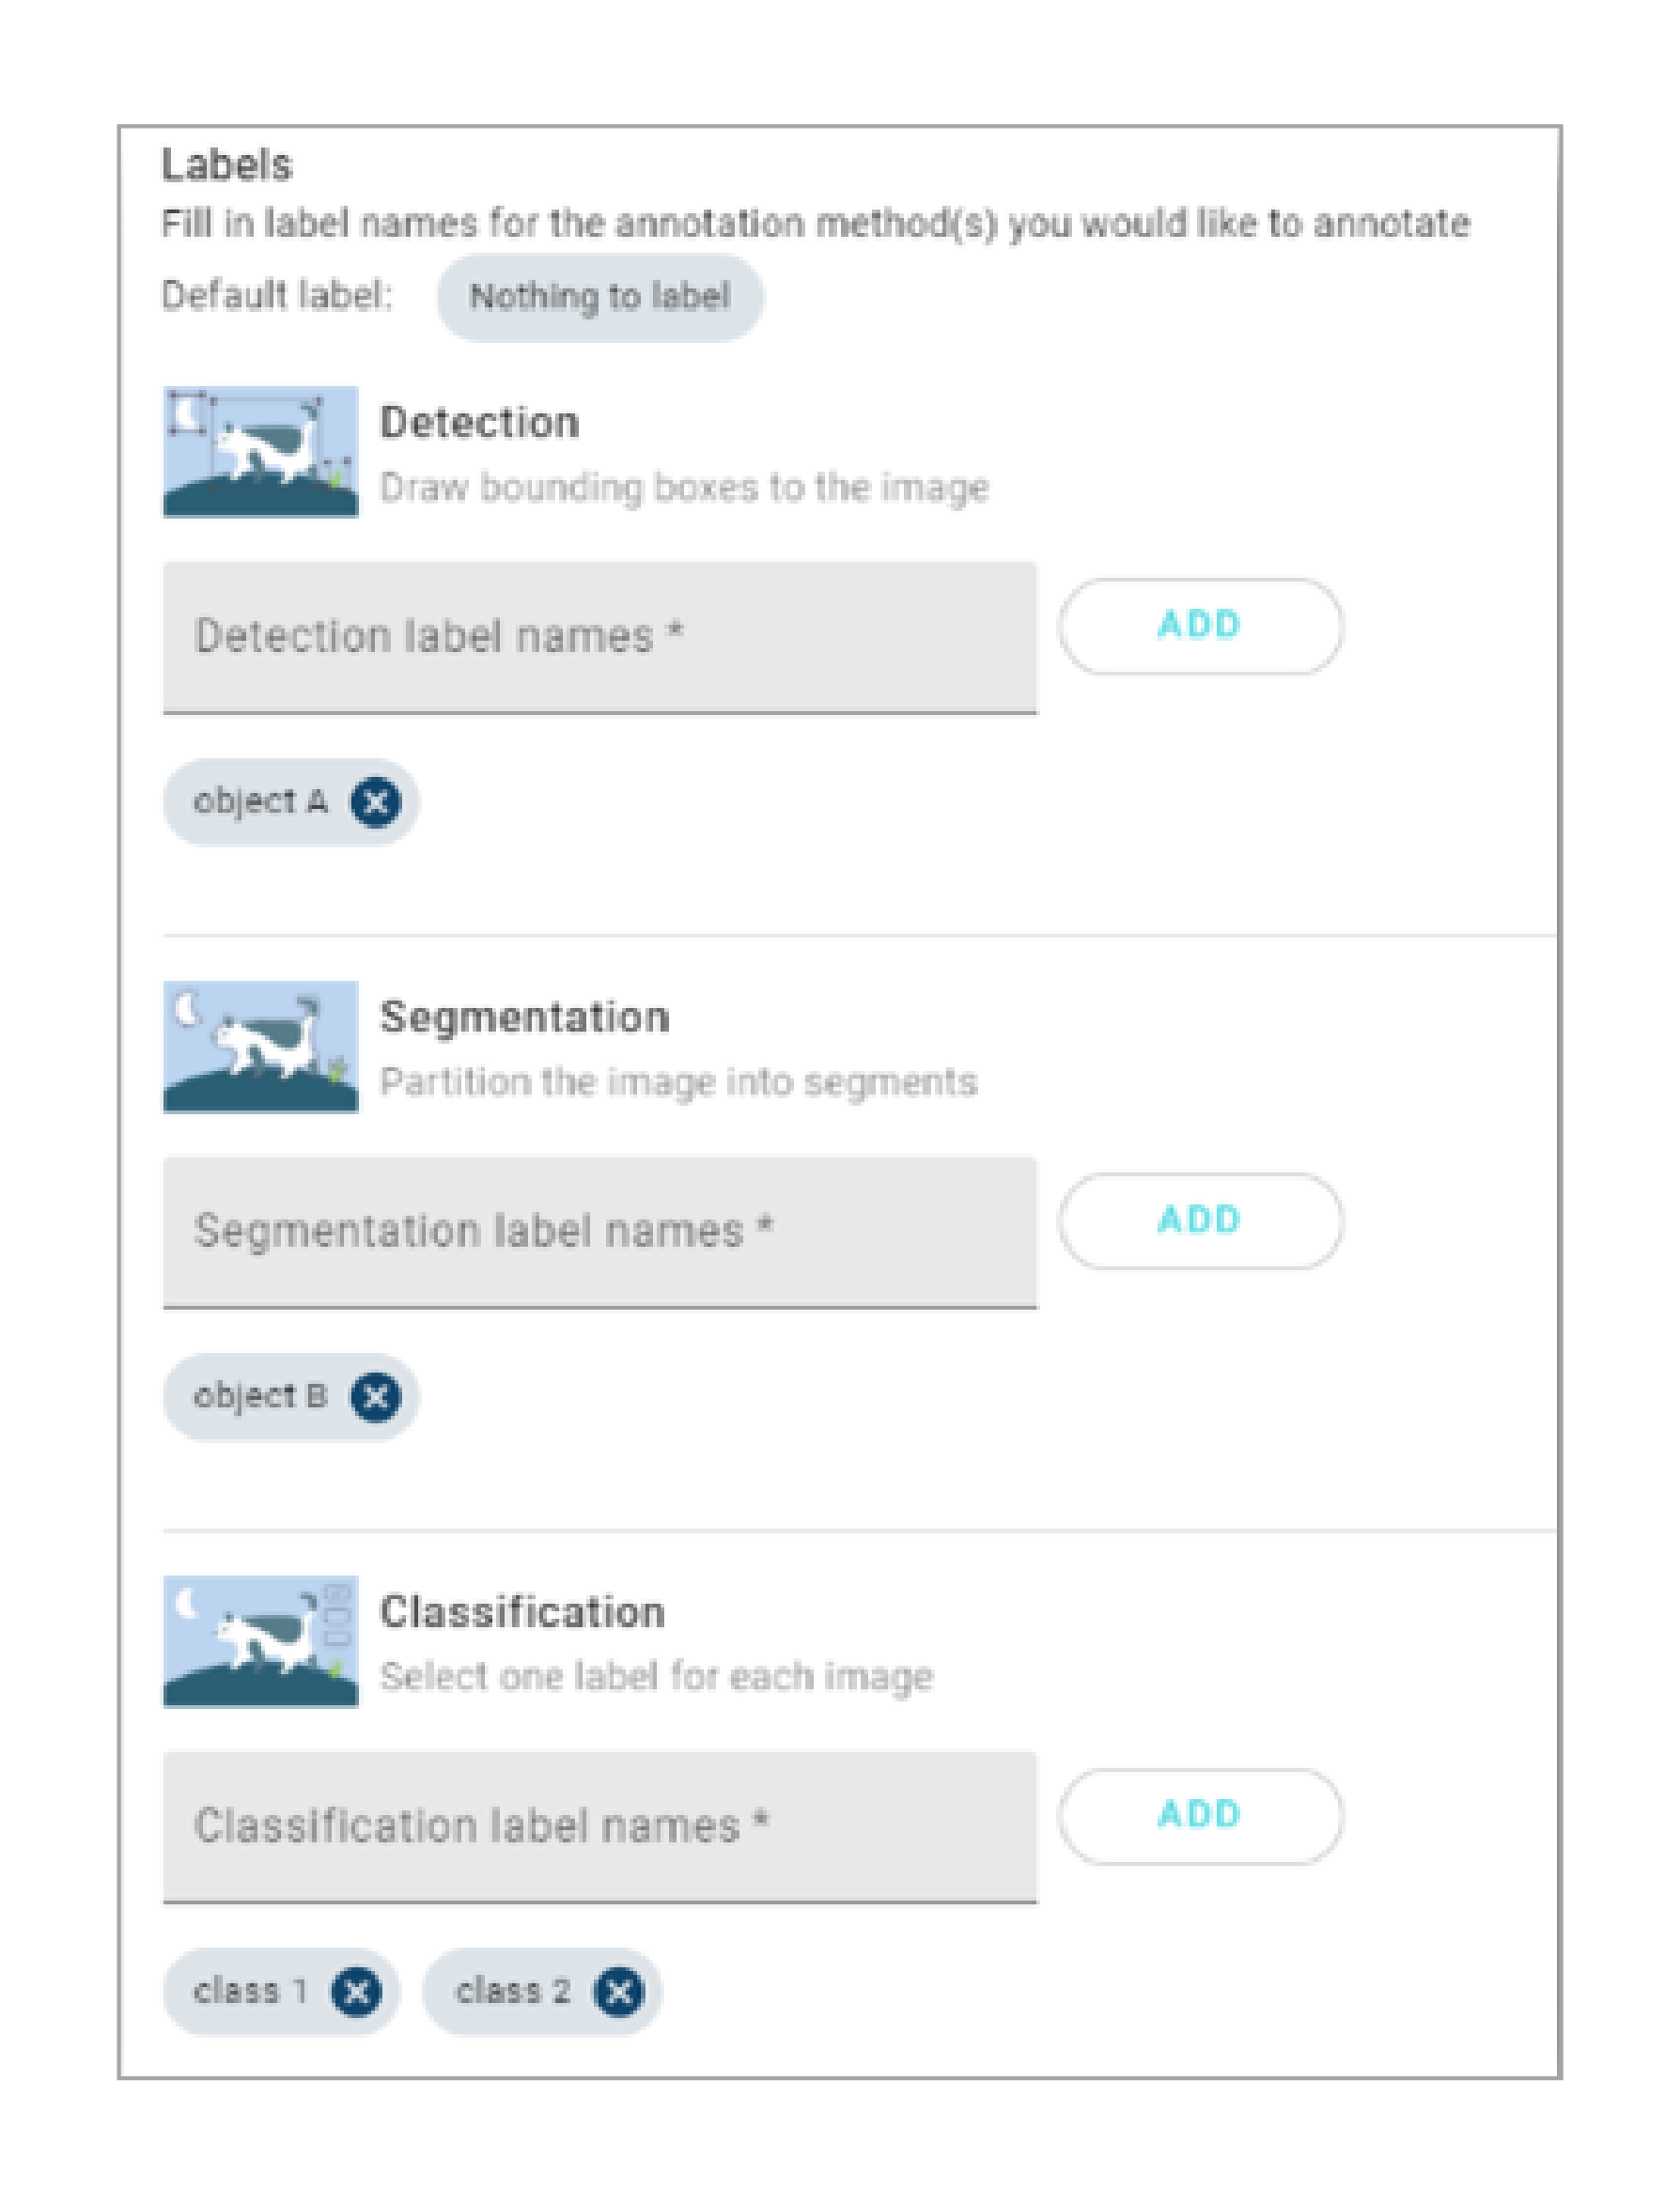 Labels
Fill in label names for the annotation method(s) you would like to annotate
Default label: Nothing to label
Detection
Draw bounding boxes to the image
Detection label names *
ADD
object A
Segmentation
Partition the image into segments
Segmentation label names *
ADD
object B
Classification
Select one label for each image
Classification label names *
ADD
class 1 class 2